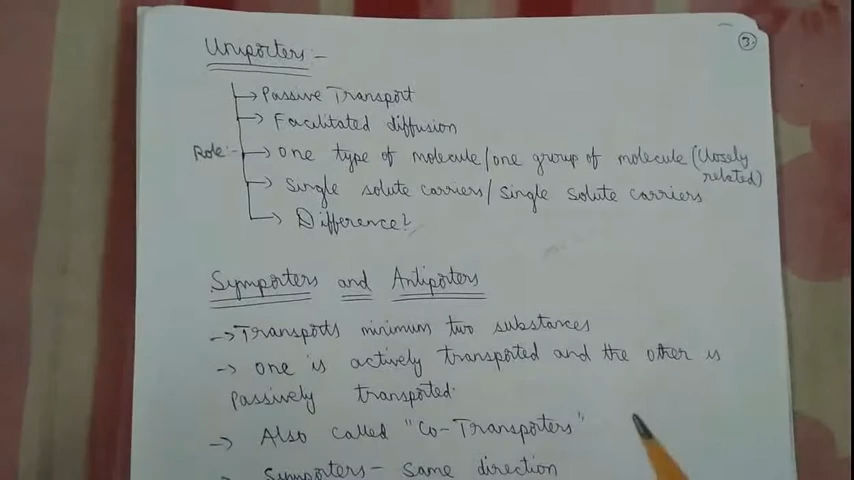 3.
Uniporters:-
→ Passive Transport
→ Facilitated diffusion
Role:- → One type of molecule/one group of molecule (Closely related)
→ Single solute carriers/Single Solute carriers
→ Difference?
Symporters and Antiporters
→ Transports minimum two substances
→ One is actively transported and the other is
Passively transported.
→ Also called "Co-Transporters"
→ Symporters - Same direction